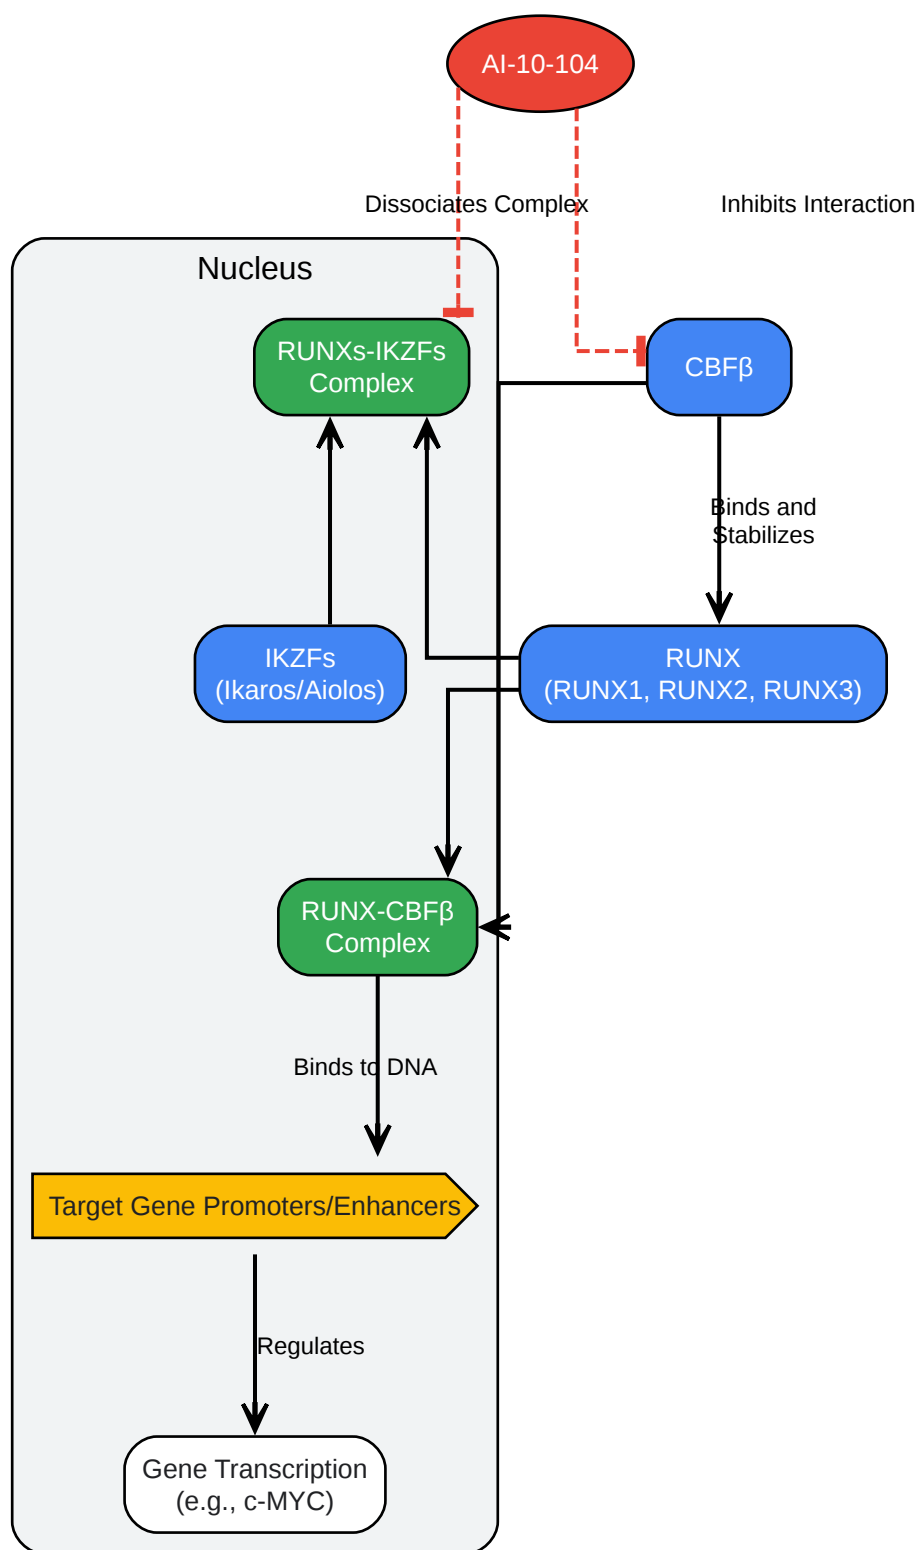 AI-10-104
Dissociates Complex
Inhibits Interaction
Nucleus
RUNXs-IKZFs
Complex
CBFβ
Binds and
Stabilizes
IKZFs
(Ikaros/Aiolos)
RUNX
(RUNX1, RUNX2, RUNX3)
RUNX-CBFβ
Complex
Binds to DNA
Target Gene Promoters/Enhancers
Regulates
Gene Transcription
(e.g., c-MYC)